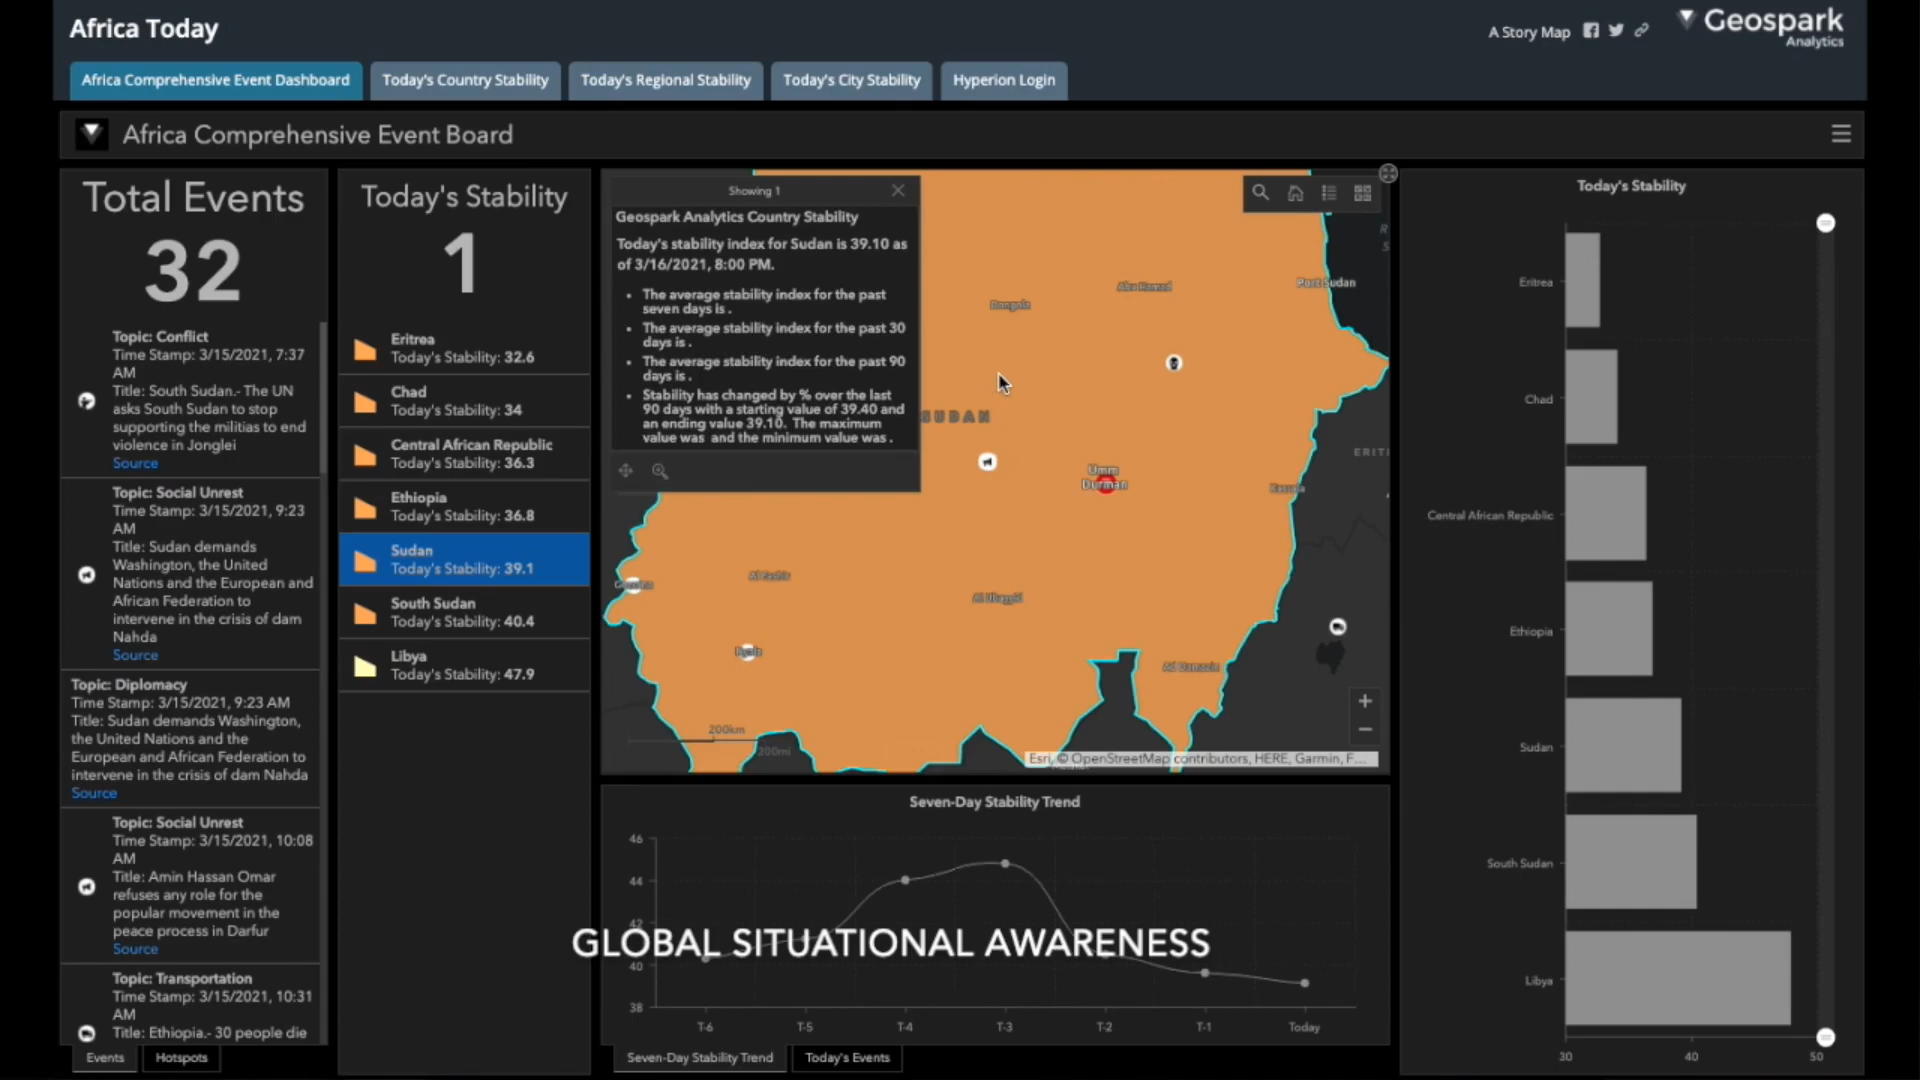 Africa Today
A Story Map
Geospark
Analytics
Africa Comprehensive Event Dashboard
Today's Country Stability
Today's Regional Stability
Today's City Stability
Hyperion Login
Africa Comprehensive Event Board
Total Events
32
Topic: Conflict
Time Stamp: 3/15/2021, 7:37
AM
Title: South Sudan.- The UN
asks South Sudan to stop
supporting the militias to end
violence in Jonglei
Source
Topic: Social Unrest
Time Stamp: 3/15/2021, 9:23
AM
Title: Sudan demands
Washington, the United
Nations and the European and
African Federation to
intervene in the crisis of dam
Nahda
Source
Topic: Diplomacy
Time Stamp: 3/15/2021, 9:23 AM
Title: Sudan demands Washington,
the United Nations and the
European and African Federation to
intervene in the crisis of dam Nahda
Source
Topic: Social Unrest
Time Stamp: 3/15/2021, 10:08
AM
Title: Amin Hassan Omar
refuses any role for the
popular movement in the
peace process in Darfur
Source
Topic: Transportation
Time Stamp: 3/15/2021, 10:31
AM
Title: Ethiopia.- 30 people die
Events
Hotspots
Today's Stability
1
Eritrea
Today's Stability: 32.6
Chad
Today's Stability: 34
Central African Republic
Today's Stability: 36.3
Ethiopia
Today's Stability: 36.8
Sudan
Today's Stability: 39.1
South Sudan
Today's Stability: 40.4
Libya
Today's Stability: 47.9
Showing 1
Geospark Analytics Country Stability
Today's stability index for Sudan is 39.10 as
of 3/16/2021, 8:00 PM.
• The average stability index for the past
seven days is .
• The average stability index for the past 30
days is .
• The average stability index for the past 90
days is .
• Stability has changed by % over the last
90 days with a starting value of 39.40 and
an ending value 39.10. The maximum
value was and the minimum value was .
Dongola
Abu Hamad
Port Sudan
SUDAN
ERIT
Umm
Durman
Kassala
Al Fashir
Al Ubayyid
Ad Damazin
200km
200mi
Esri, © OpenStreetMap contributors, HERE, Garmin, F...
Seven-Day Stability Trend
46
44
42
40
38
T-6
T-5
T-4
T-3
T-2
T-1
Today
GLOBAL SITUATIONAL AWARENESS
Seven-Day Stability Trend
Today's Events
Today's Stability
Eritrea
Chad
Central African Republic
Ethiopia
Sudan
South Sudan
Libya
30
40
50